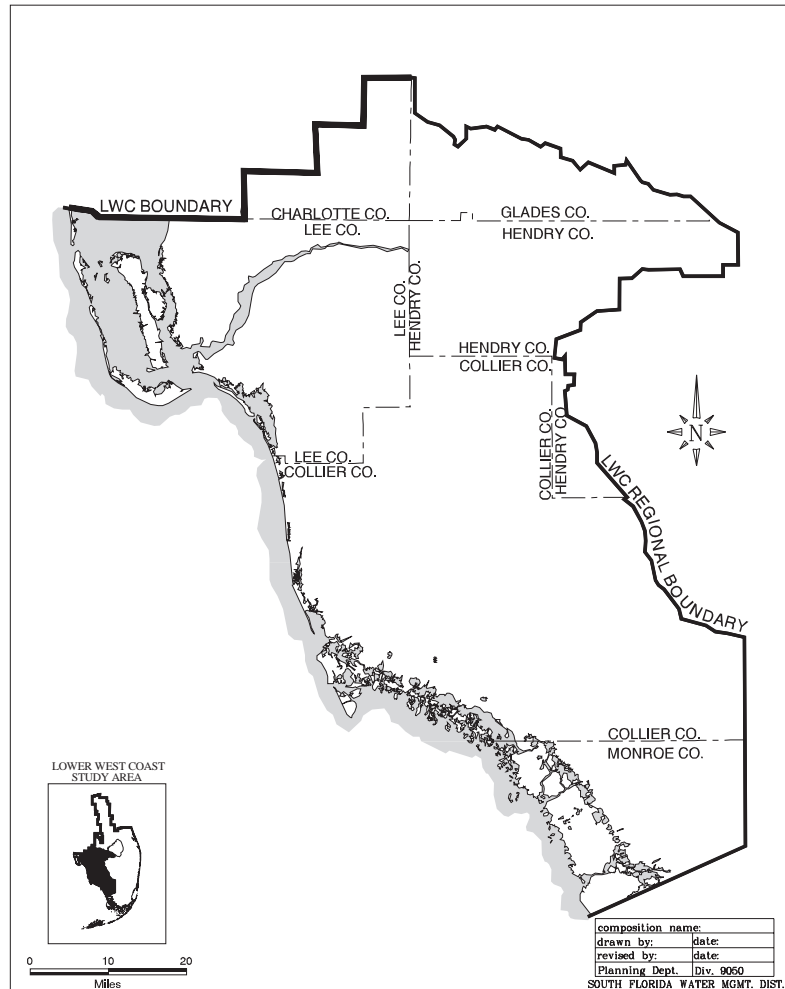 LWC BOUNDARY
CHARLOTTE CO.
LEE CO.
GLADES CO.
HENDRY CO.
LEE CO.
HENDRY CO.
HENDRY CO.
COLLIER CO.
COLLIER CO.
HENDRY CO.
N
LEE CO.
COLLIER CO.
LWC REGIONAL BOUNDARY
COLLIER CO.
MONROE CO.
LOWER WEST COAST
STUDY AREA
0 10 20
Miles
composition name:
drawn by: date:
revised by: date:
Planning Dept. Div. 9050
SOUTH FLORIDA WATER MGMT. DIST.